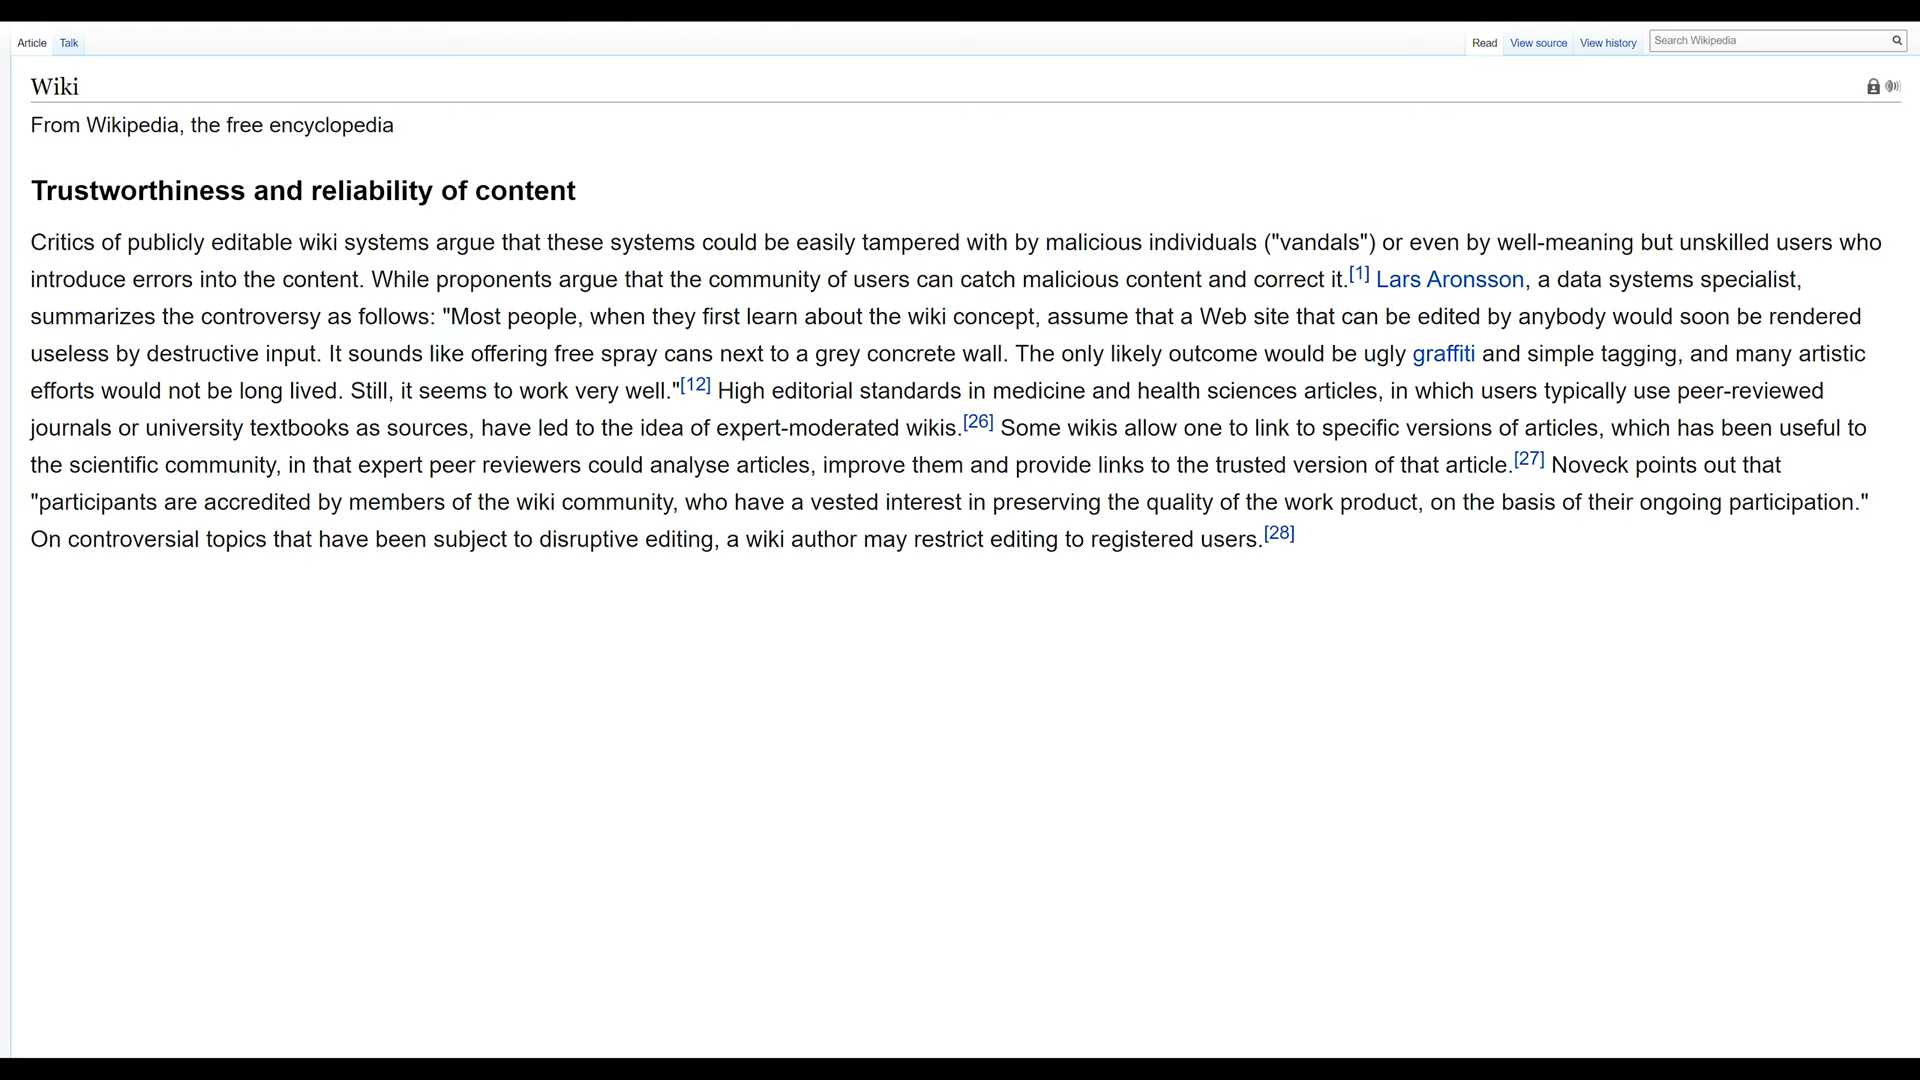 Article Talk Read View source View history Search Wikipedia
Wiki
From Wikipedia, the free encyclopedia
Trustworthiness and reliability of content
Critics of publicly editable wiki systems argue that these systems could be easily tampered with by malicious individuals ("vandals") or even by well-meaning but unskilled users who
introduce errors into the content. While proponents argue that the community of users can catch malicious content and correct it.[1] Lars Aronsson, a data systems specialist,
summarizes the controversy as follows: "Most people, when they first learn about the wiki concept, assume that a Web site that can be edited by anybody would soon be rendered
useless by destructive input. It sounds like offering free spray cans next to a grey concrete wall. The only likely outcome would be ugly graffiti and simple tagging, and many artistic
efforts would not be long lived. Still, it seems to work very well."[12] High editorial standards in medicine and health sciences articles, in which users typically use peer-reviewed
journals or university textbooks as sources, have led to the idea of expert-moderated wikis.[26] Some wikis allow one to link to specific versions of articles, which has been useful to
the scientific community, in that expert peer reviewers could analyse articles, improve them and provide links to the trusted version of that article.[27] Noveck points out that
"participants are accredited by members of the wiki community, who have a vested interest in preserving the quality of the work product, on the basis of their ongoing participation."
On controversial topics that have been subject to disruptive editing, a wiki author may restrict editing to registered users.[28]